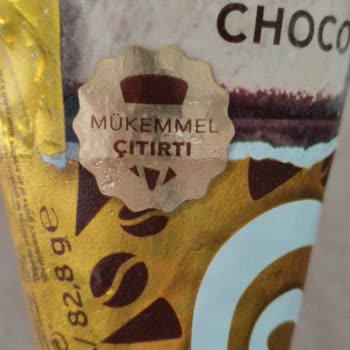 CHOCO
MÜKEMMEL
ÇITIRTI
/ 82,8 g e